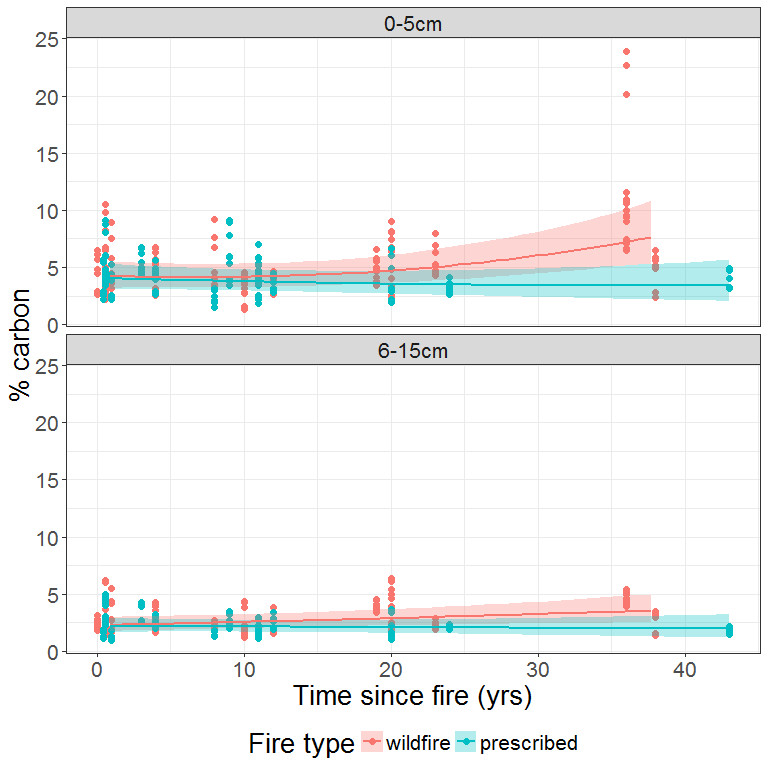 0-5cm
25
20
15
10
5
0
% carbon
6-15cm
25
20
15
10
5
0
0 10 20 30 40
Time since fire (yrs)
Fire type wildfire prescribed